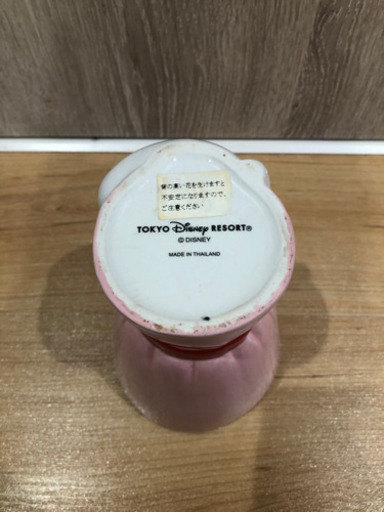 背の高い花を生けますと
不安定になりますので、
ご注意ください
TOKYO Disney RESORT®
© DISNEY
MADE IN THAILAND